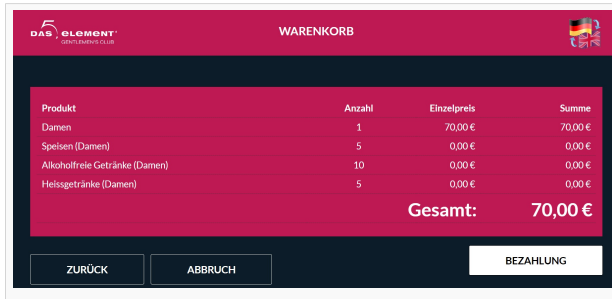 DAS 5 ELEMENT
GENTLEMEN'S CLUB
WARENKORB
Produkt Anzahl Einzelpreis Summe
Damen 1 70,00 € 70,00 €
Speisen (Damen) 5 0,00 € 0,00 €
Alkoholfreie Getränke (Damen) 10 0,00 € 0,00 €
Heissgetränke (Damen) 5 0,00 € 0,00 €
Gesamt: 70,00 €
ZURÜCK ABBRUCH BEZAHLUNG